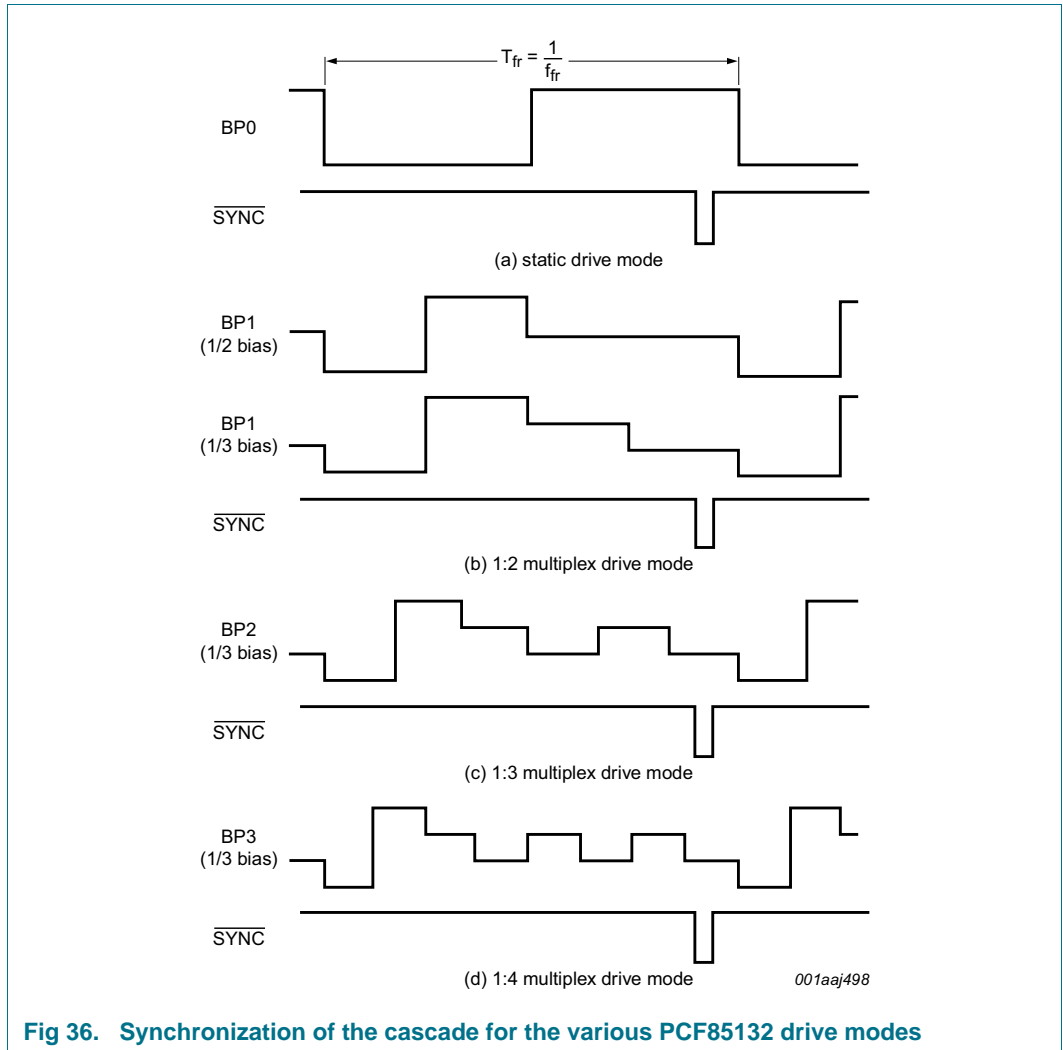 T_fr = 1/f_fr
BP0
SYNC
(a) static drive mode
BP1
(1/2 bias)
BP1
(1/3 bias)
SYNC
(b) 1:2 multiplex drive mode
BP2
(1/3 bias)
SYNC
(c) 1:3 multiplex drive mode
BP3
(1/3 bias)
SYNC
(d) 1:4 multiplex drive mode
001aaj498
Fig 36. Synchronization of the cascade for the various PCF85132 drive modes